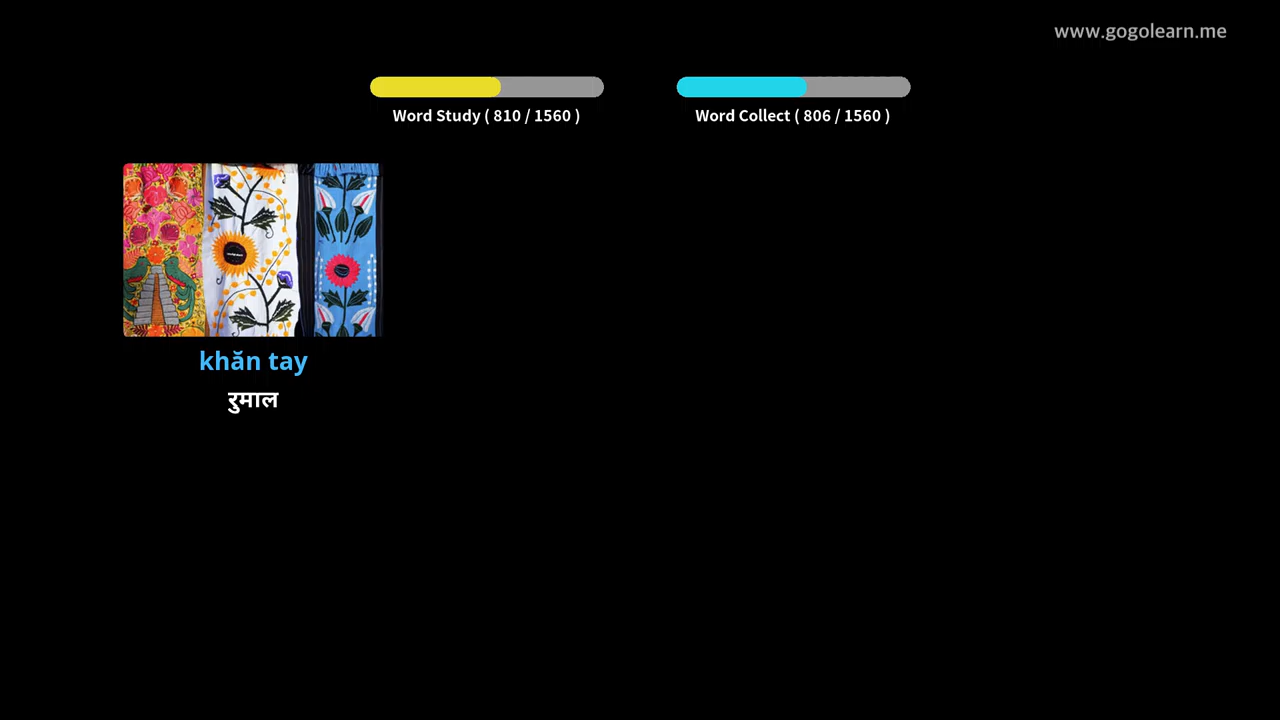 www.gogolearn.me
Word Study ( 810 / 1560 )
Word Collect ( 806 / 1560 )
khăn tay
रुमाल